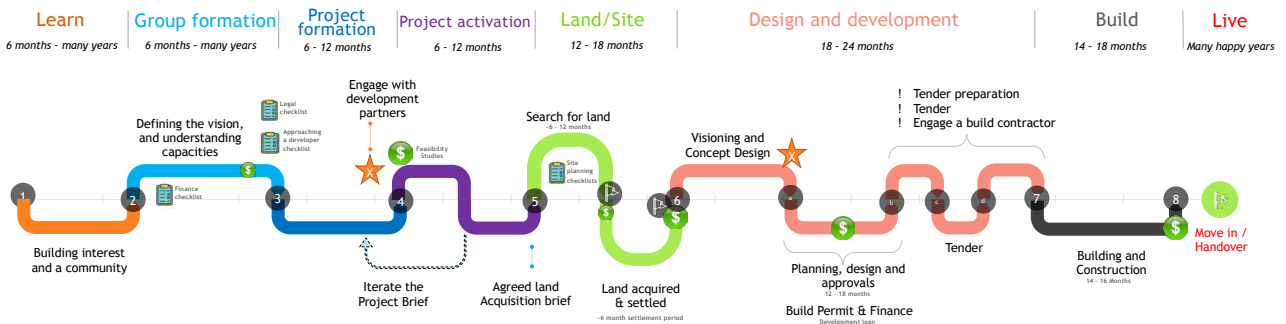 Learn
6 months – many years
Group formation
6 months – many years
Project
formation
6 – 12 months
Project activation
6 – 12 months
Land/Site
12 – 18 months
Design and development
18 – 24 months
Build
14 – 18 months
Live
Many happy years
Legal
checklist
Approaching
a developer
checklist
Defining the vision,
and understanding
capacities
Finance
checklist
Engage with
development
partners
X
$
Feasibility
Studies
Search for land
~6 – 12 months
Site
planning
checklists
Visioning and
Concept Design
X
! Tender preparation
! Tender
! Engage a build contractor
1
2
$
3
4
5
$
6
$
a
$
b
c
d
7
8
$
Building interest
and a community
Iterate the
Project Brief
Agreed land
Acquisition brief
Land acquired
& settled
~6 month settlement period
Planning, design and
approvals
12 – 18 months
Build Permit & Finance
Development loan
Tender
Building and
Construction
14 – 16 Months
Move in /
Handover